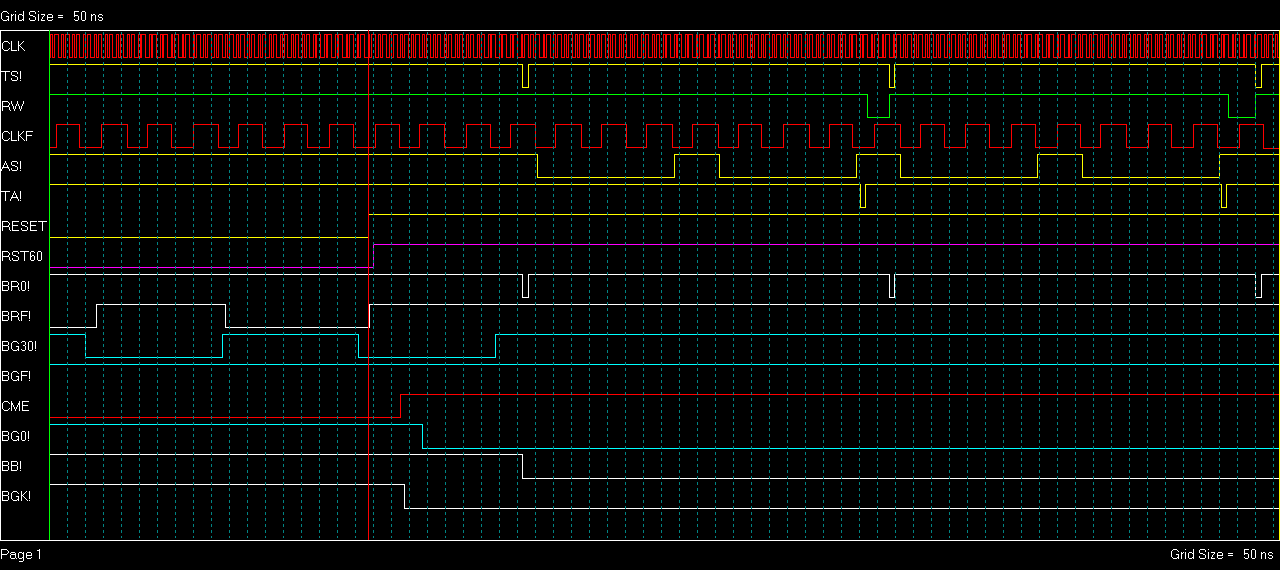 Grid Size = 50 ns
CLK
TS!
RW
CLKF
AS!
TA!
RESET
RST60
BR0!
BRF!
BG30!
BGF!
CME
BG0!
BB!
BGK!
Page 1 Grid Size = 50 ns